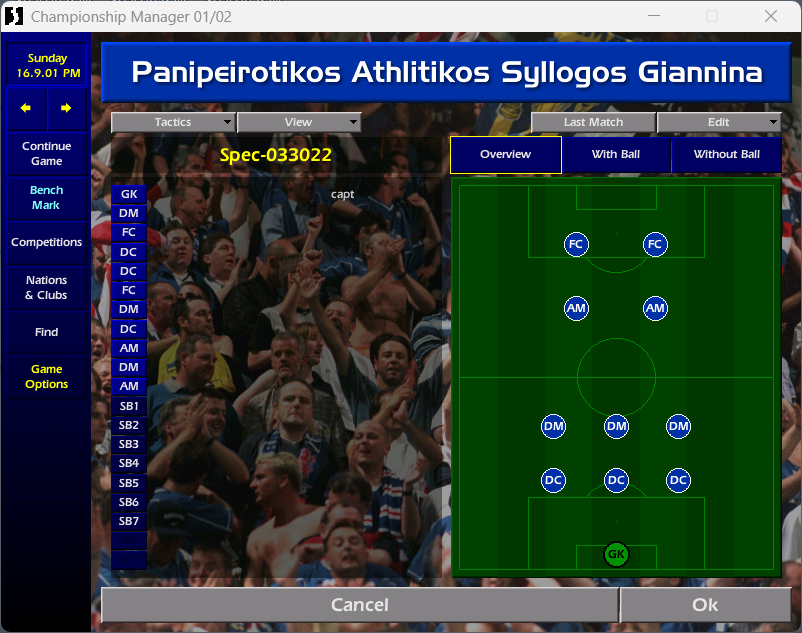 Championship Manager 01/02
Sunday
16.9.01 PM
Continue
Game
Bench
Mark
Competitions
Nations
& Clubs
Find
Game
Options
Panipeirotikos Athlitikos Syllogos Giannina
Tactics View Last Match Edit
Spec-033022
Overview With Ball Without Ball
GK capt
DM
FC
DC
DC
FC
DM
DC
AM
DM
AM
SB1
SB2
SB3
SB4
SB5
SB6
SB7
FC FC
AM AM
DM DM DM
DC DC DC
GK
Cancel Ok